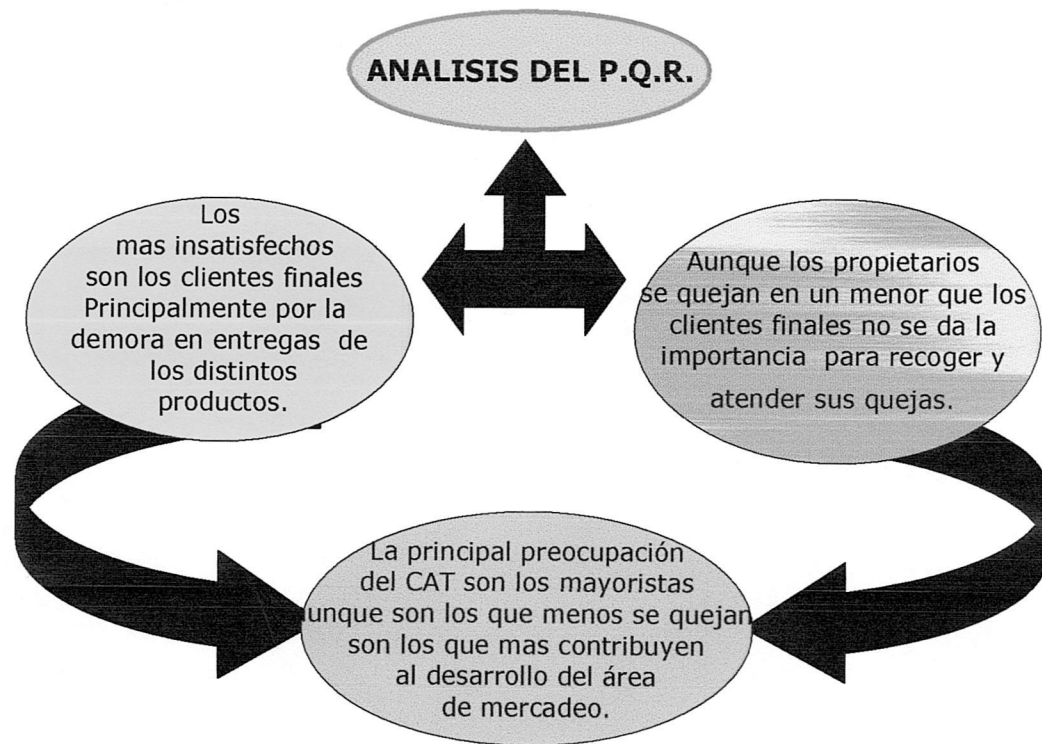 ANALISIS DEL P.Q.R.
Los
mas insatisfechos
son los clientes finales
Principalmente por la
demora en entregas de
los distintos
productos.
Aunque los propietarios
se quejan en un menor que los
clientes finales no se da la
importancia para recoger y
atender sus quejas.
La principal preocupación
del CAT son los mayoristas
unque son los que menos se quejan
son los que mas contribuyen
al desarrollo del área
de mercadeo.